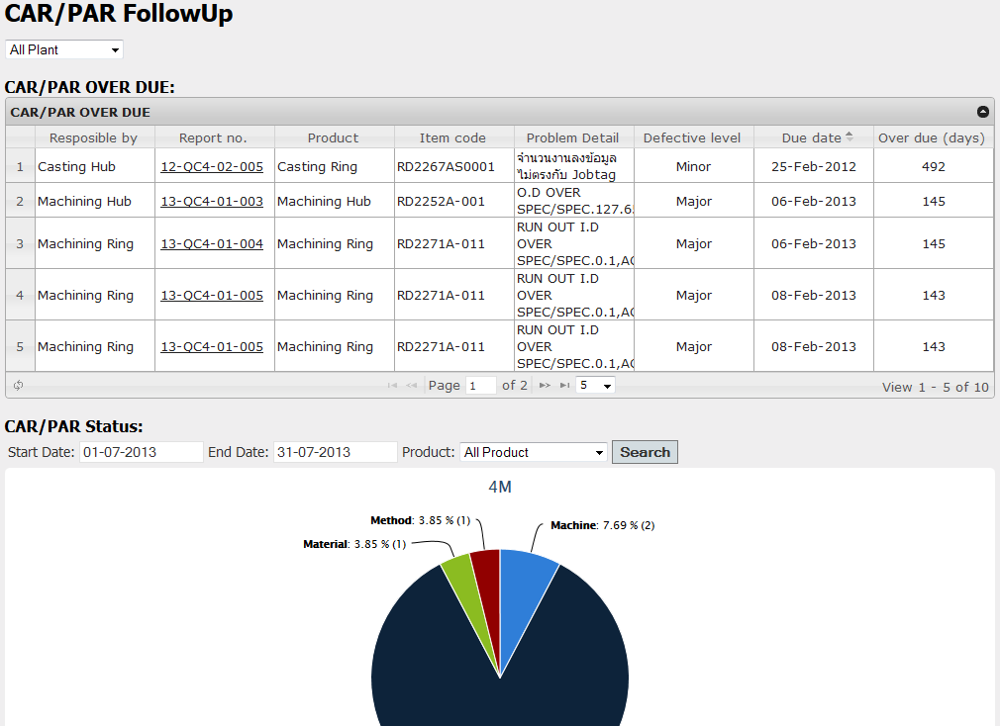 CAR/PAR FollowUp
All Plant
CAR/PAR OVER DUE:
CAR/PAR OVER DUE
Resposible by Report no. Product Item code Problem Detail Defective level Due date Over due (days)
1 Casting Hub 12-QC4-02-005 Casting Ring RD2267AS0001 จำนวนงานลงข้อมูล Minor 25-Feb-2012 492
ไม่ตรงกับ Jobtag
2 Machining Hub 13-QC4-01-003 Machining Hub RD2252A-001 O.D OVER Major 06-Feb-2013 145
SPEC/SPEC.127.6
3 Machining Ring 13-QC4-01-004 Machining Ring RD2271A-011 RUN OUT I.D Major 06-Feb-2013 145
OVER
SPEC/SPEC.0.1,AC
4 Machining Ring 13-QC4-01-005 Machining Ring RD2271A-011 RUN OUT I.D Major 08-Feb-2013 143
OVER
SPEC/SPEC.0.1,AC
5 Machining Ring 13-QC4-01-005 Machining Ring RD2271A-011 RUN OUT I.D Major 08-Feb-2013 143
OVER
SPEC/SPEC.0.1,AC
Page 1 of 2 5 View 1 - 5 of 10
CAR/PAR Status:
Start Date: 01-07-2013 End Date: 31-07-2013 Product: All Product Search
4M
Method: 3.85 % (1)
Machine: 7.69 % (2)
Material: 3.85 % (1)